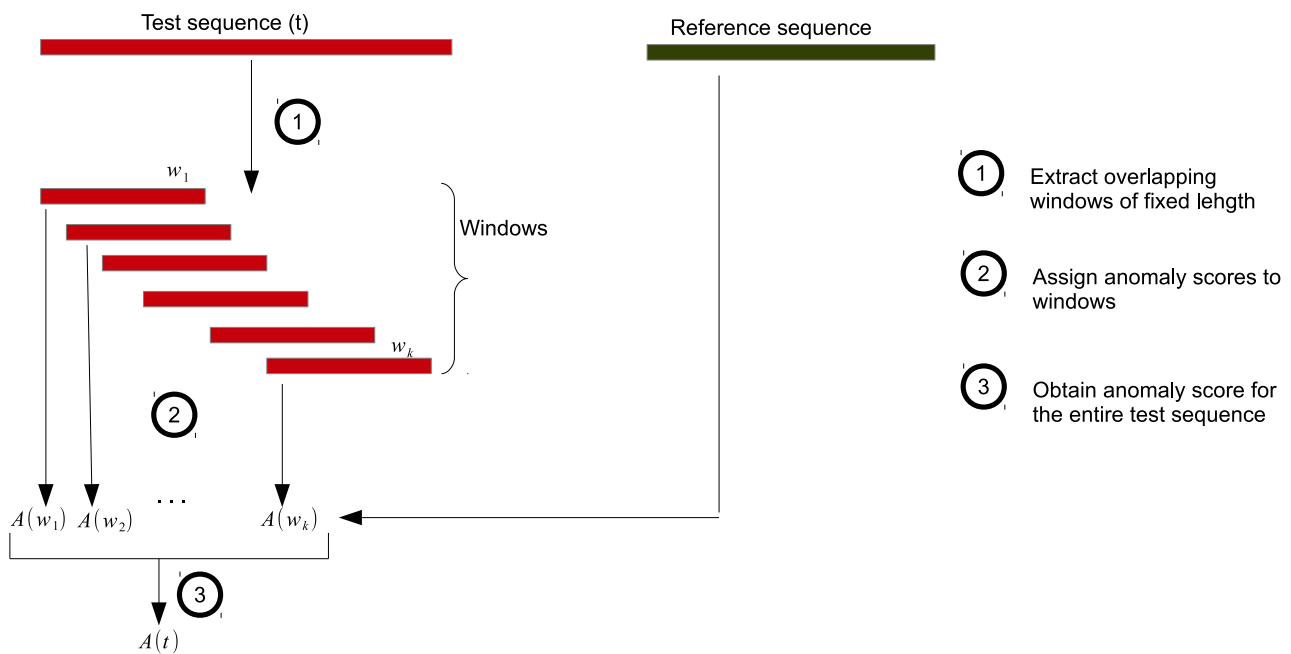 Test sequence (t)
Reference sequence
1
w1
Windows
wk
2
. . .
A(w1) A(w2) A(wk)
3
A(t)
1 Extract overlapping
windows of fixed lehgth
2 Assign anomaly scores to
windows
3 Obtain anomaly score for
the entire test sequence